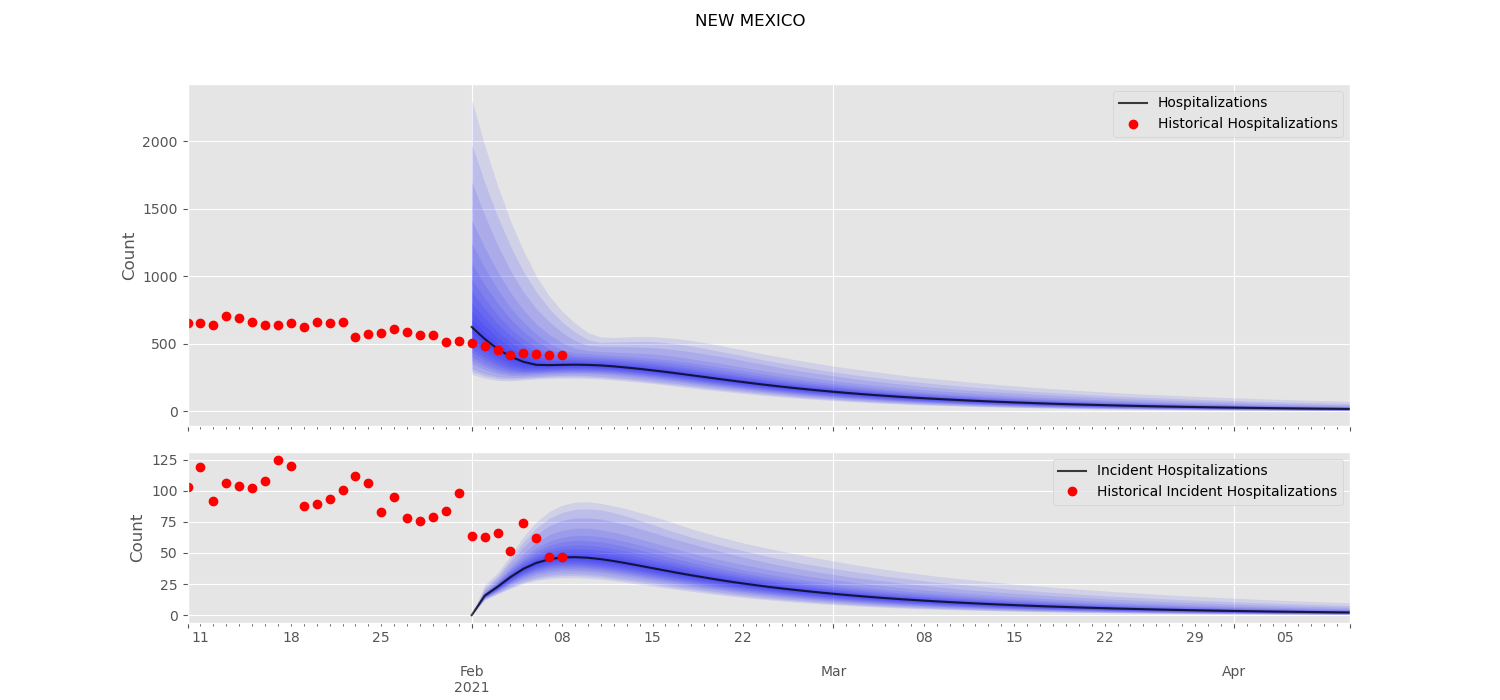 NEW MEXICO
Hospitalizations
Historical Hospitalizations
2000
1500
1000
500
0
Count
Incident Hospitalizations
Historical Incident Hospitalizations
125
100
75
50
25
0
Count
11 18 25 08 15 22 08 15 22 29 05
Feb Mar Apr
2021